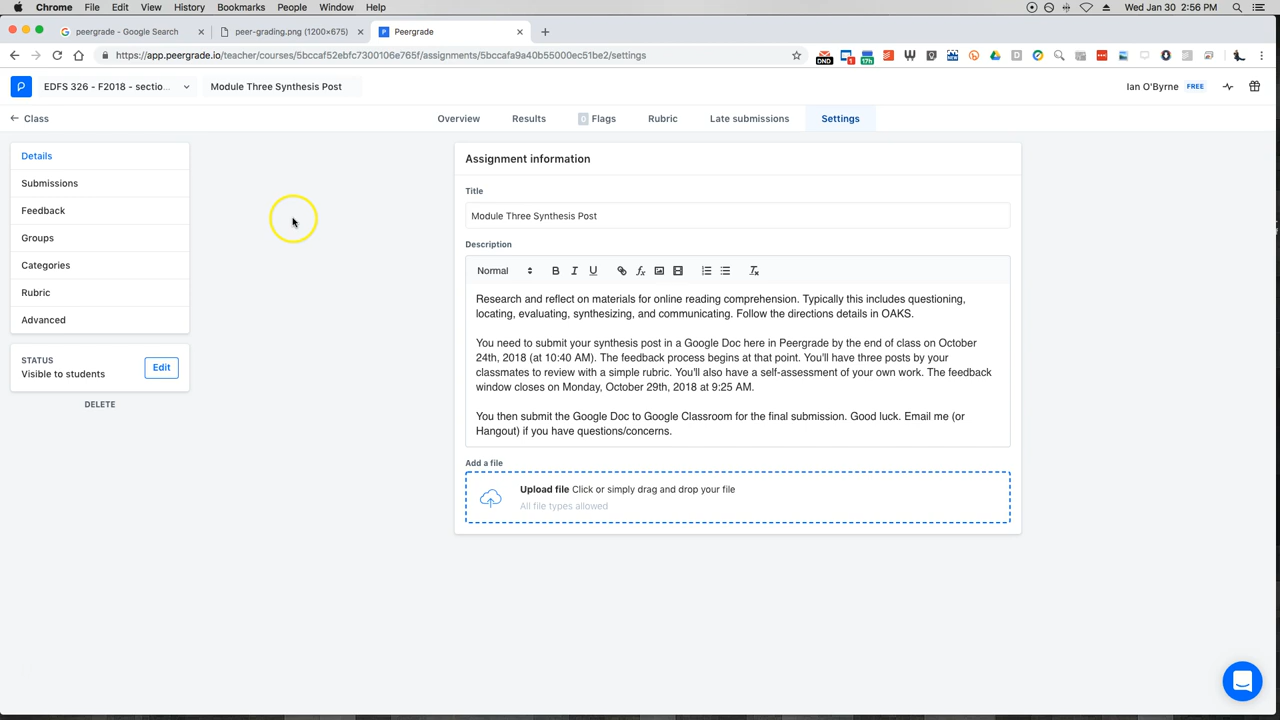 Chrome File Edit View History Bookmarks People Window Help
Wed Jan 30 2:56 PM
peergrade - Google Search
peer-grading.png (1200×675)
Peergrade
https://app.peergrade.io/teacher/courses/5bccaf52ebfc7300106e765f/assignments/5bccafa9a40b55000ec51be2/settings
DND
1
17h
EDFS 326 - F2018 - sectio...
Module Three Synthesis Post
Ian O'Byrne FREE
Class
Overview
Results
0 Flags
Rubric
Late submissions
Settings
Details
Submissions
Feedback
Groups
Categories
Rubric
Advanced
STATUS
Visible to students
Edit
DELETE
Assignment information
Title
Module Three Synthesis Post
Description
Normal
B I U
Research and reflect on materials for online reading comprehension. Typically this includes questioning,
locating, evaluating, synthesizing, and communicating. Follow the directions details in OAKS.
You need to submit your synthesis post in a Google Doc here in Peergrade by the end of class on October
24th, 2018 (at 10:40 AM). The feedback process begins at that point. You'll have three posts by your
classmates to review with a simple rubric. You'll also have a self-assessment of your own work. The feedback
window closes on Monday, October 29th, 2018 at 9:25 AM.
You then submit the Google Doc to Google Classroom for the final submission. Good luck. Email me (or
Hangout) if you have questions/concerns.
Add a file
Upload file Click or simply drag and drop your file
All file types allowed